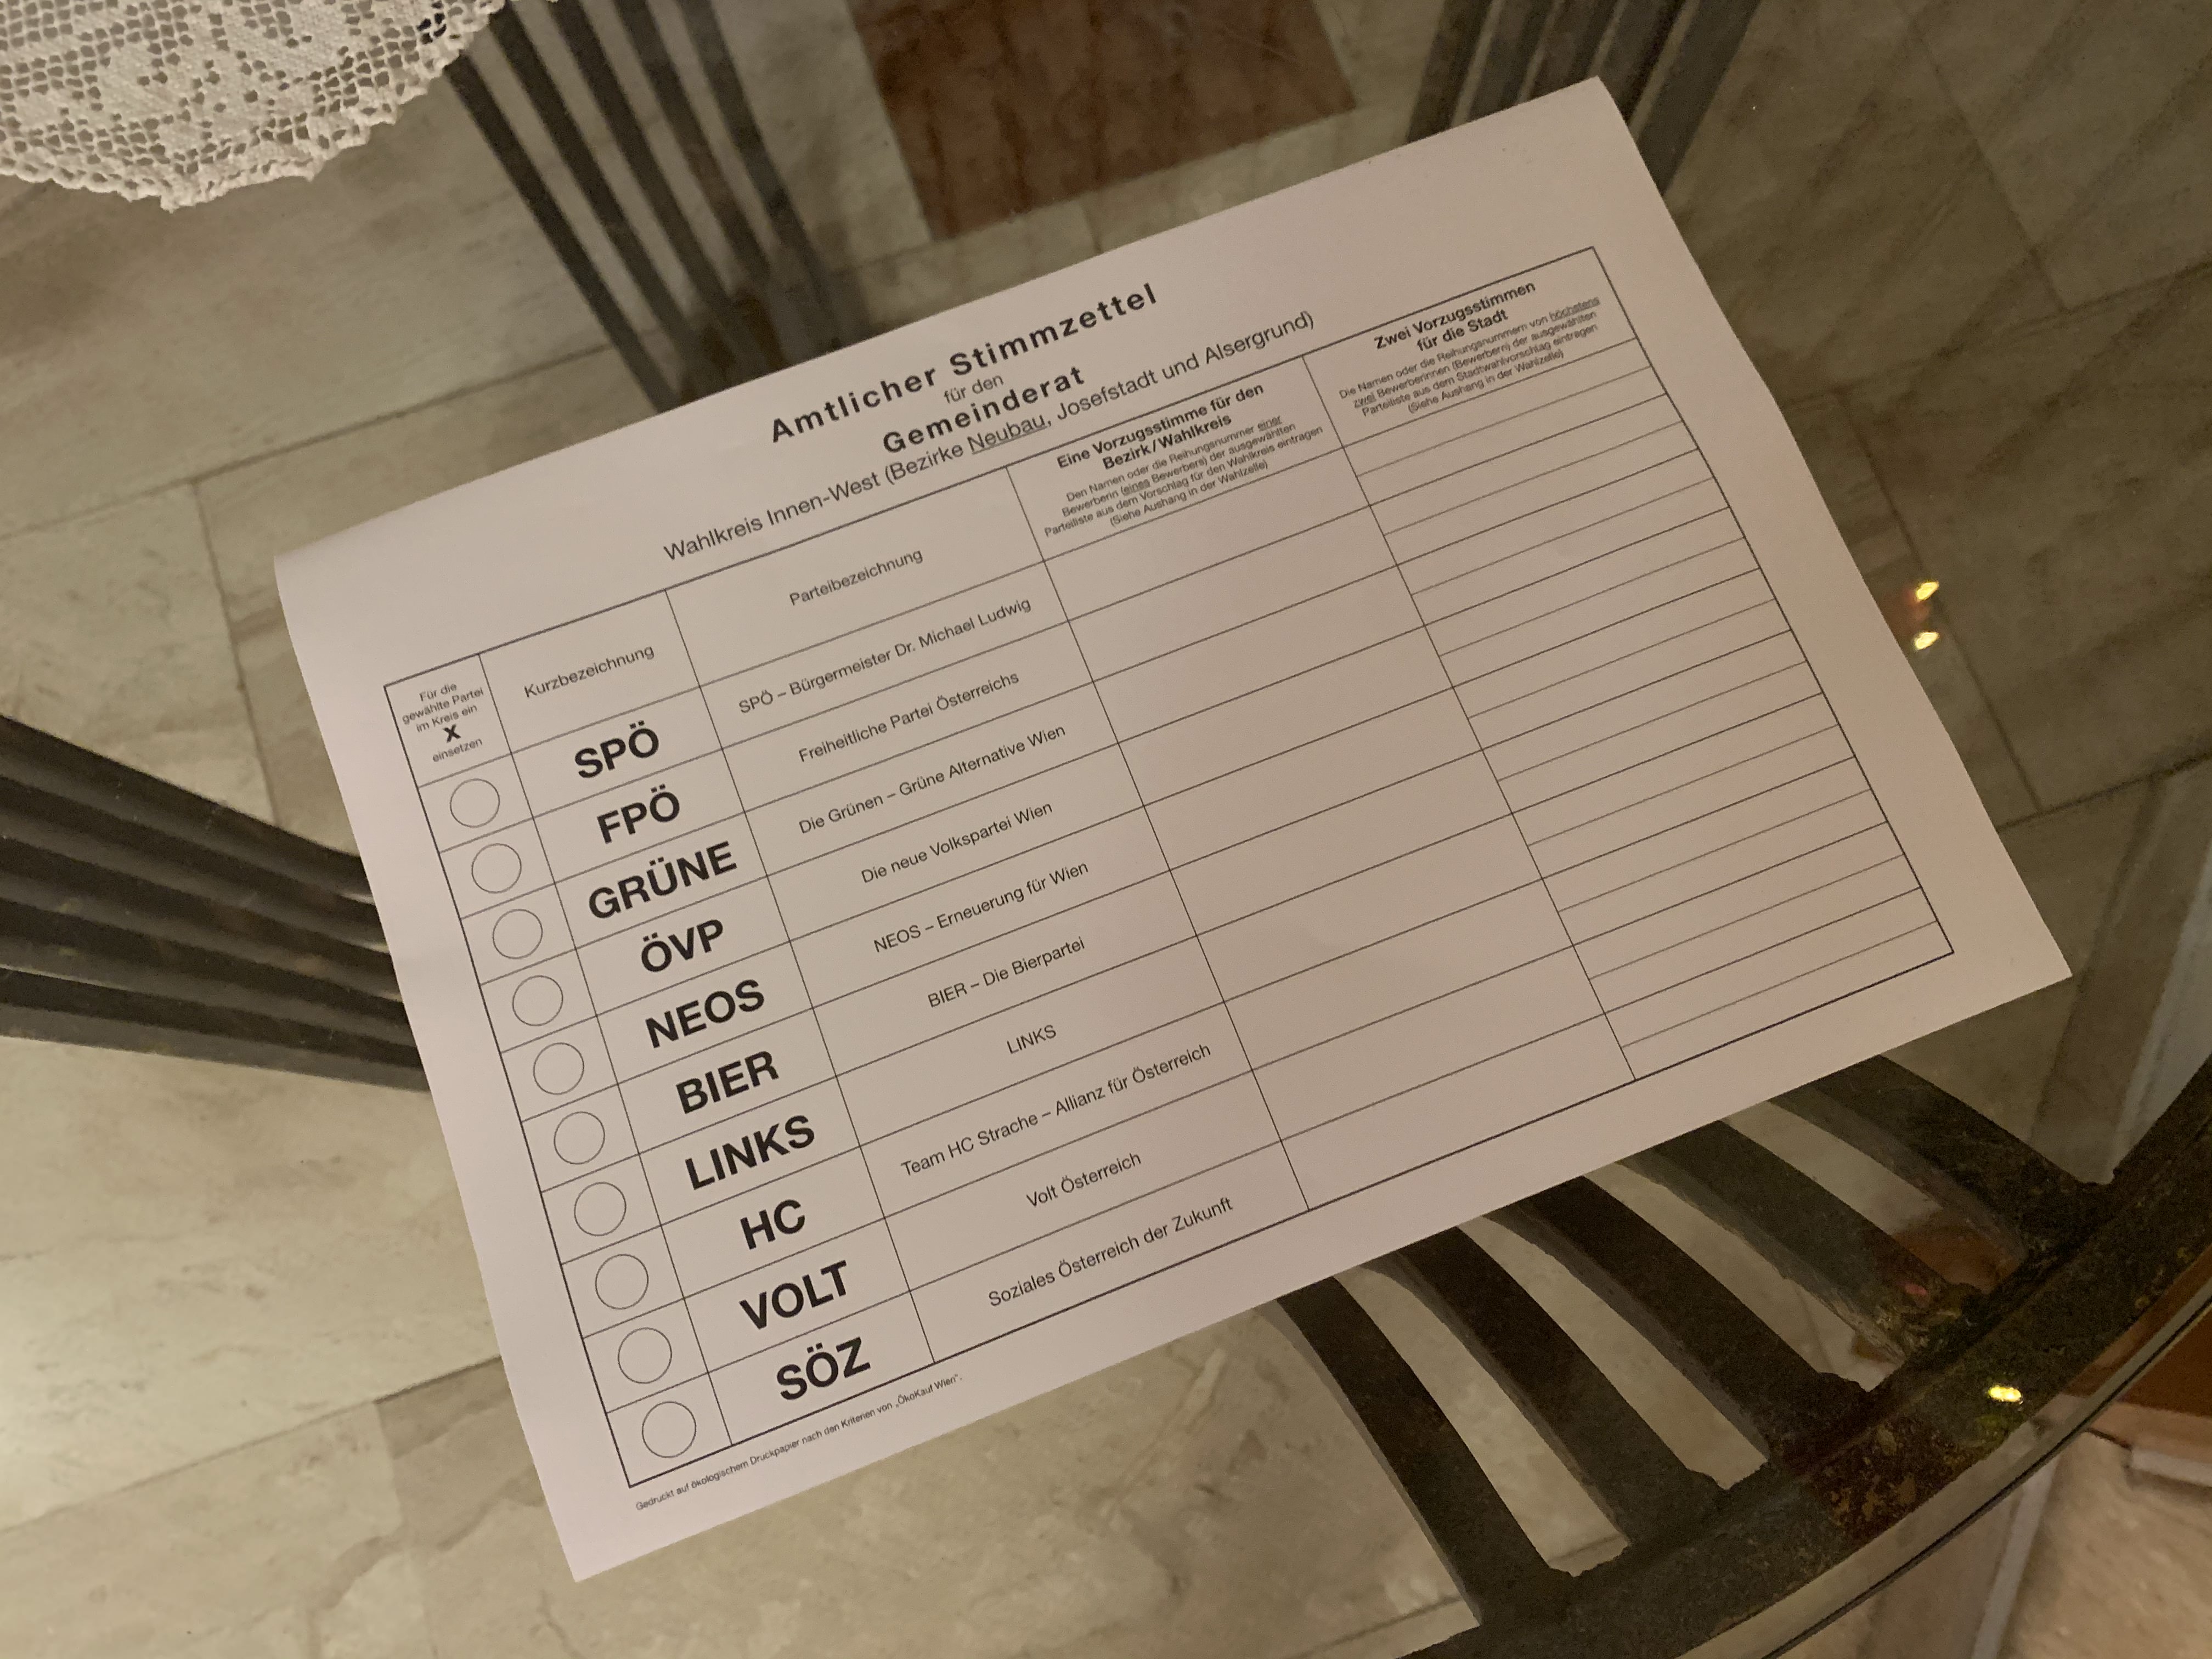 Amtlicher Stimmzettel
für den
Gemeinderat
Wahlkreis Innen-West (Bezirke Neubau, Josefstadt und Alsergrund)
Für die
gewählte Partei
im Kreis ein
X
einsetzen
Kurzbezeichnung
Parteibezeichnung
Eine Vorzugsstimme für den
Bezirk/Wahlkreis
Den Namen oder die Reihungsnummer einer
Bewerberin (eines Bewerbers) der ausgewählten
Parteiliste aus dem Vorschlag für den Wahlkreis eintragen
(Siehe Aushang in der Wahlzelle)
Zwei Vorzugsstimmen
für die Stadt
Die Namen oder die Reihungsnummern von höchstens
zwei Bewerberinnen (Bewerbern) der ausgewählten
Parteiliste aus dem Stadtwahlvorschlag eintragen
(Siehe Aushang in der Wahlzelle)
SPÖ SPÖ – Bürgermeister Dr. Michael Ludwig
FPÖ Freiheitliche Partei Österreichs
GRÜNE Die Grünen – Grüne Alternative Wien
ÖVP Die neue Volkspartei Wien
NEOS NEOS – Erneuerung für Wien
BIER BIER – Die Bierpartei
LINKS LINKS
HC Team HC Strache – Allianz für Österreich
VOLT Volt Österreich
SÖZ Soziales Österreich der Zukunft
Gedruckt auf ökologischem Druckpapier nach den Kriterien von „ÖkoKauf Wien“.